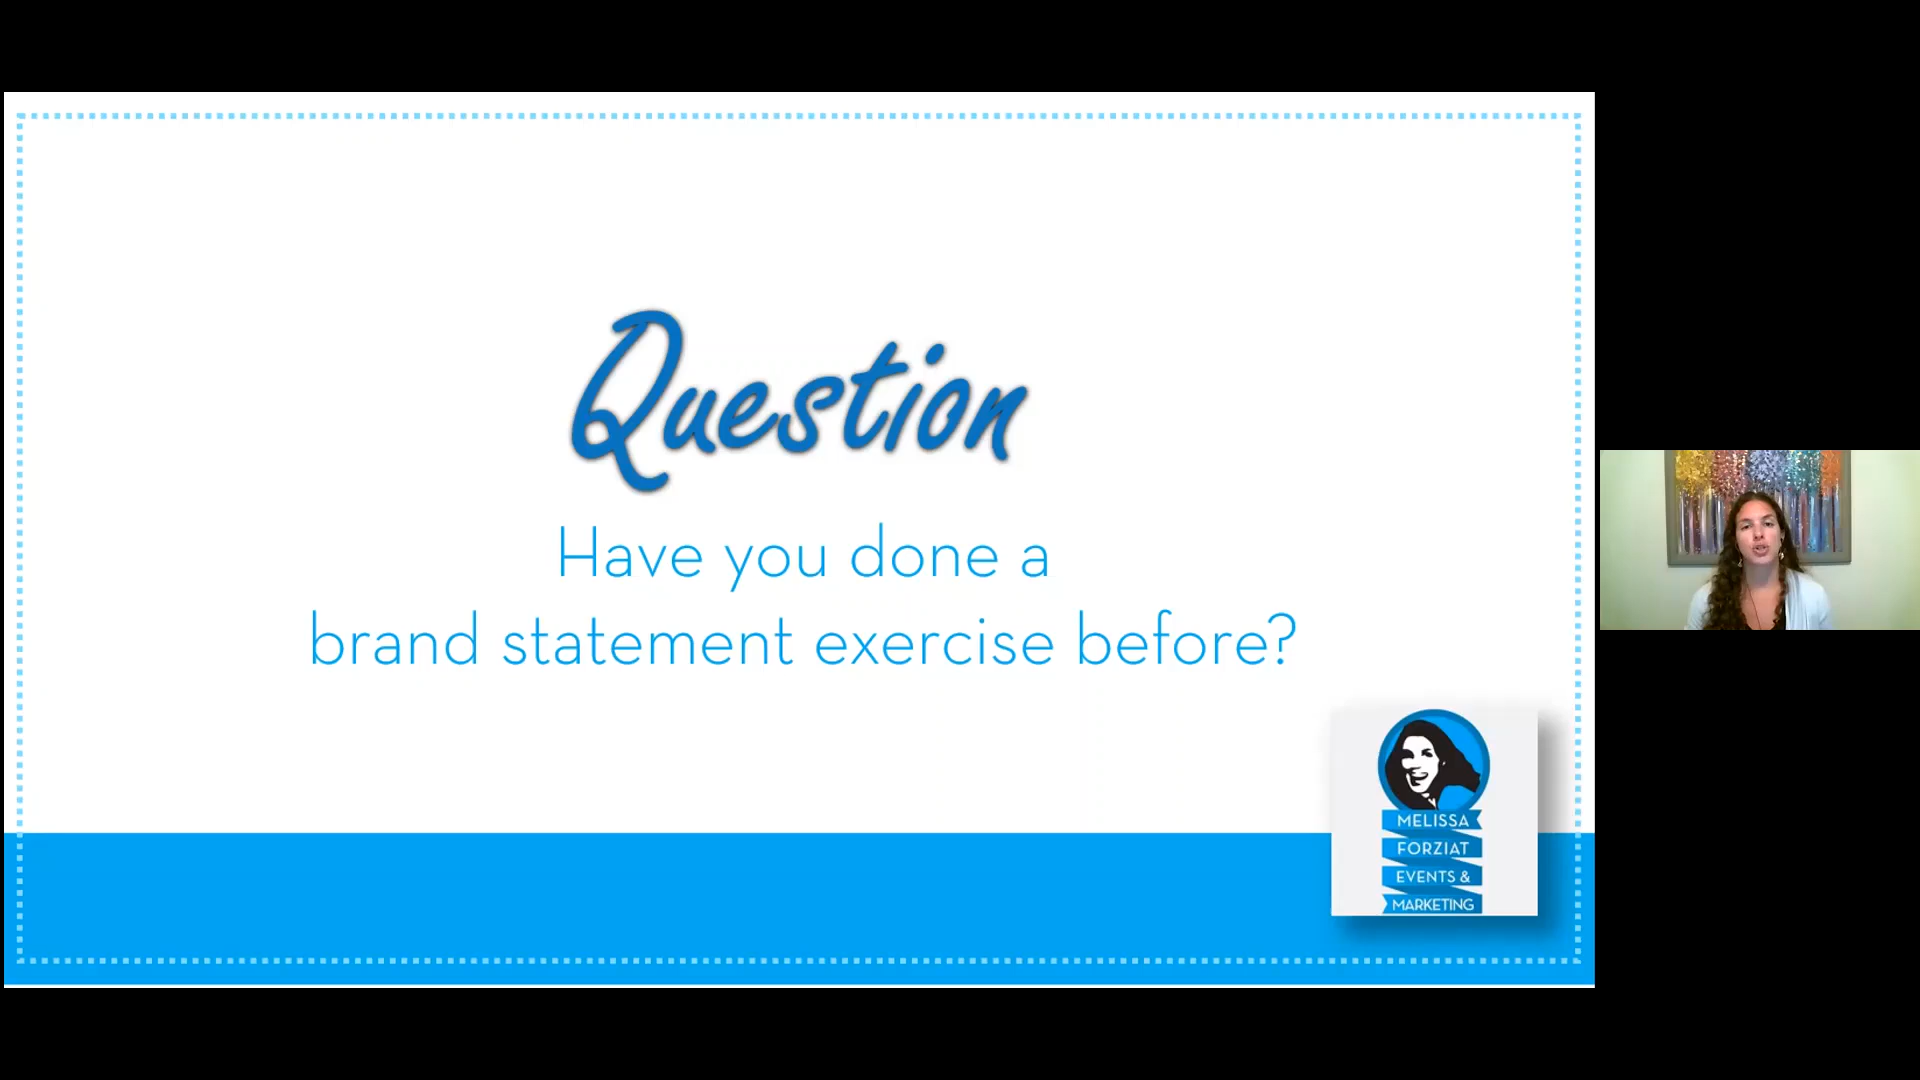 Question
Have you done a
brand statement exercise before?
MELISSA
FORZIAT
EVENTS &
MARKETING